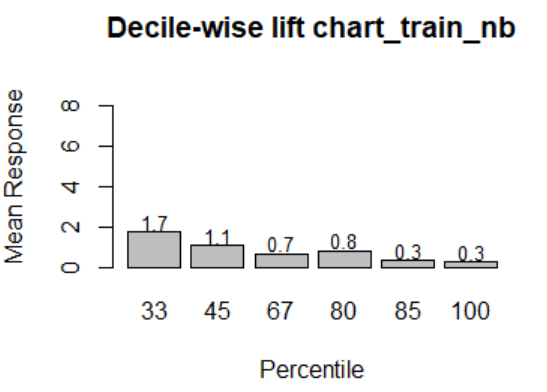 Decile-wise lift chart_train_nb
Mean Response
8
6
4
2
0
1.7
1.1
0.7
0.8
0.3
0.3
33 45 67 80 85 100
Percentile